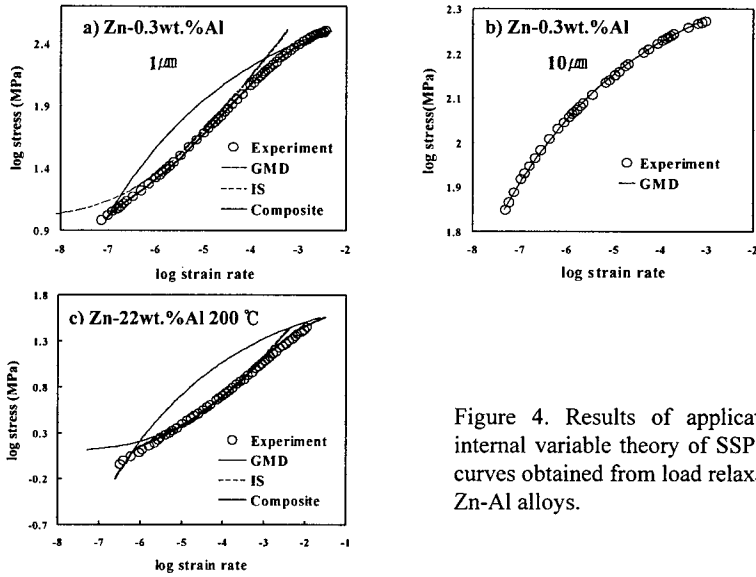 a) Zn-0.3wt.%Al
1㎛
2.4
1.9
1.4
0.9
log stress (MPa)
Experiment
GMD
IS
Composite
-8 -7 -6 -5 -4 -3 -2
log strain rate
b) Zn-0.3wt.%Al
10㎛
2.3
2.2
2.1
2
1.9
1.8
log stress(MPa)
Experiment
GMD
-8 -7 -6 -5 -4 -3 -2
log strain rate
c) Zn-22wt.%Al 200 ℃
1.8
1.3
0.8
0.3
-0.2
-0.7
log stress (MPa)
Experiment
GMD
IS
Composite
-8 -7 -6 -5 -4 -3 -2 -1
log strain rate
Figure 4. Results of applicat
internal variable theory of SSP
curves obtained from load relax
Zn-Al alloys.